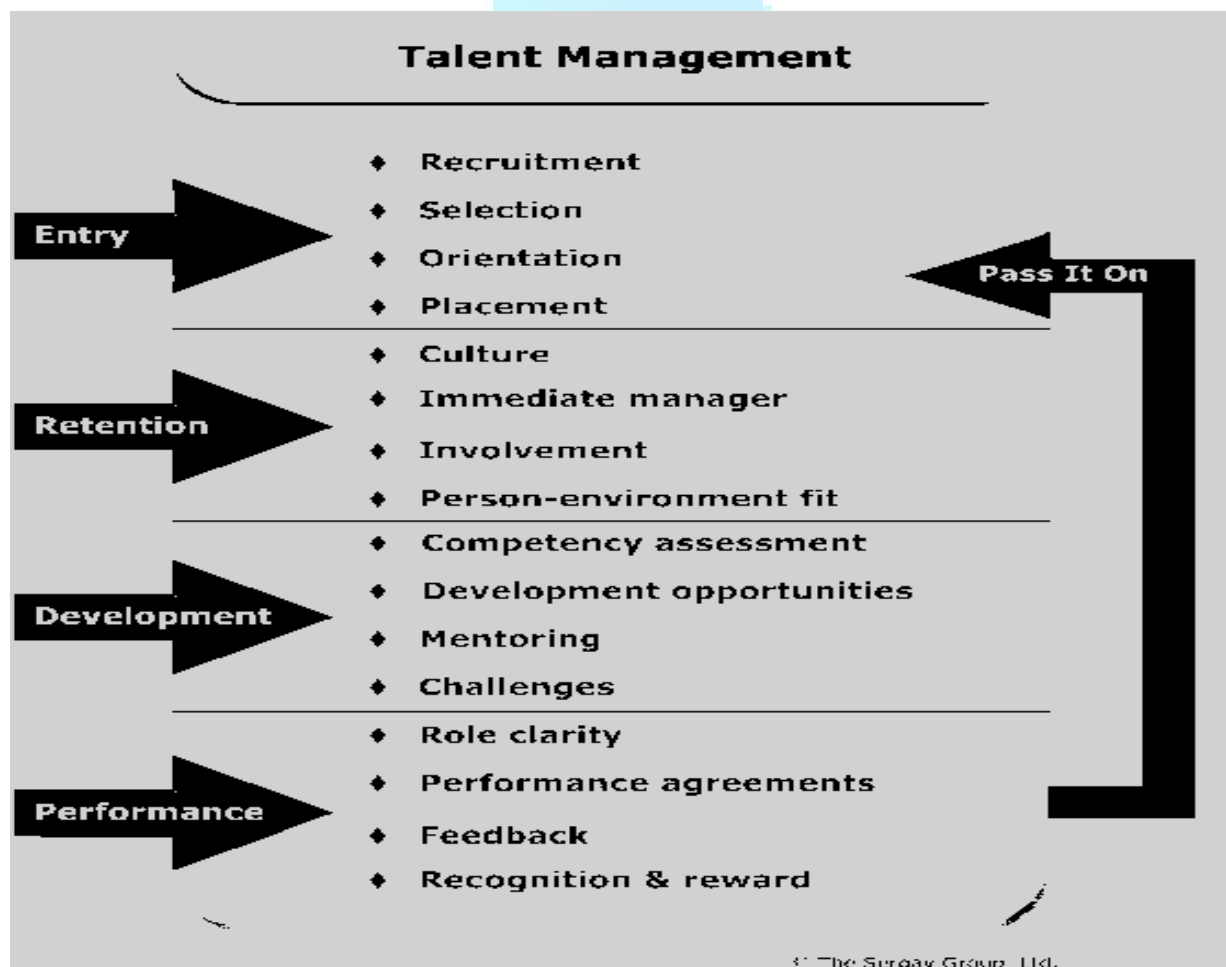 Talent Management
Entry
♦ Recruitment
♦ Selection
♦ Orientation
♦ Placement
Pass It On
Retention
♦ Culture
♦ Immediate manager
♦ Involvement
♦ Person-environment fit
Development
♦ Competency assessment
♦ Development opportunities
♦ Mentoring
♦ Challenges
Performance
♦ Role clarity
♦ Performance agreements
♦ Feedback
♦ Recognition & reward
© The Sergay Group, Ltd.